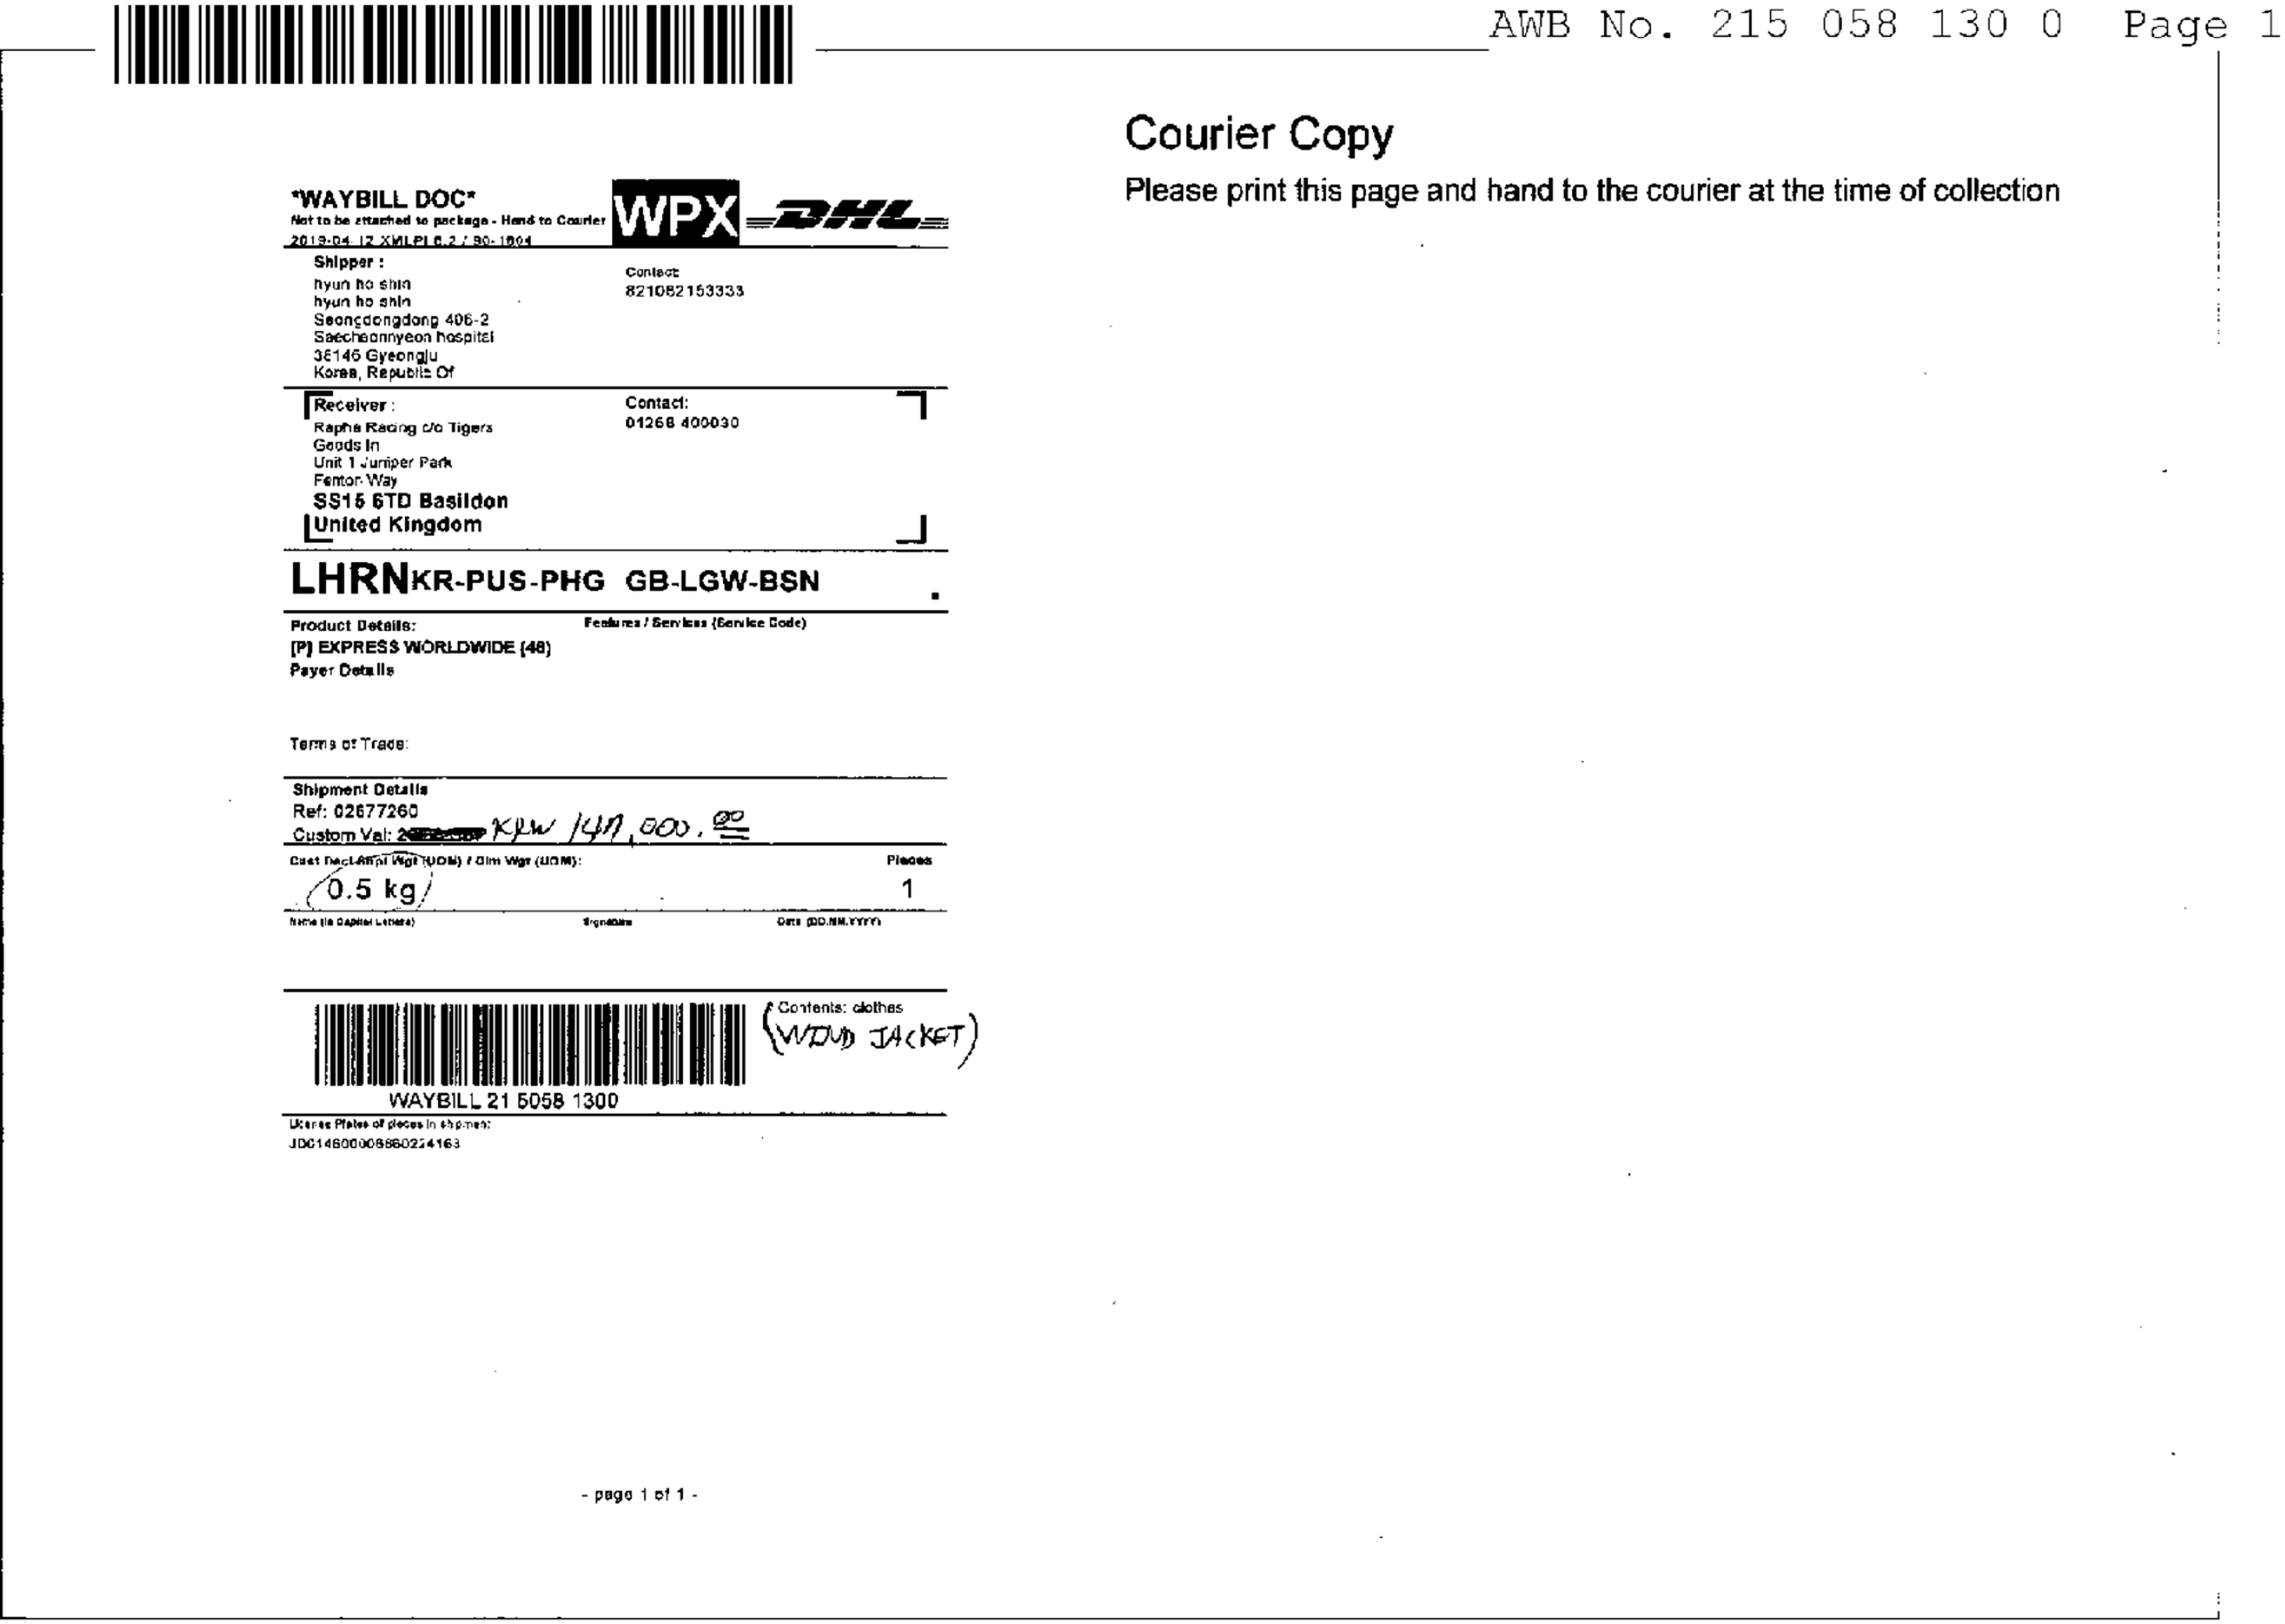 AWB No. 215 058 130 0 Page 1
Courier Copy
Please print this page and hand to the courier at the time of collection
*WAYBILL DOC*
Not to be attached to package - Hand to Courier
2019-04-12 XMLPI 6.2 / 90-1804
WPX
DHL
Shipper :
Contact:
hyun ho shin
821082153333
hyun ho shin
Seongdongdong 406-2
Saecheonnyeon hospital
38146 Gyeongju
Korea, Republic Of
Receiver :
Contact:
Rapha Racing c/o Tigers
01268 400030
Goods In
Unit 1 Juniper Park
Fenton Way
SS15 6TD Basildon
United Kingdom
LHRN KR-PUS-PHG GB-LGW-BSN
Product Details:
Features / Services (Service Code)
[P] EXPRESS WORLDWIDE (48)
Payer Details
Terms of Trade:
Shipment Details
Ref: 02677260
Custom Val: KRW 147,000.00
Cust Decl Wgt (UOM) / Dim Wgt (UOM):
Pieces
0.5 kg
1
Name (in Capital Letters)
Signature
Date (DD.MM.YYYY)
Contents: clothes
(WIND JACKET)
WAYBILL 21 5058 1300
License Plates of pieces in shipment
- page 1 of 1 -